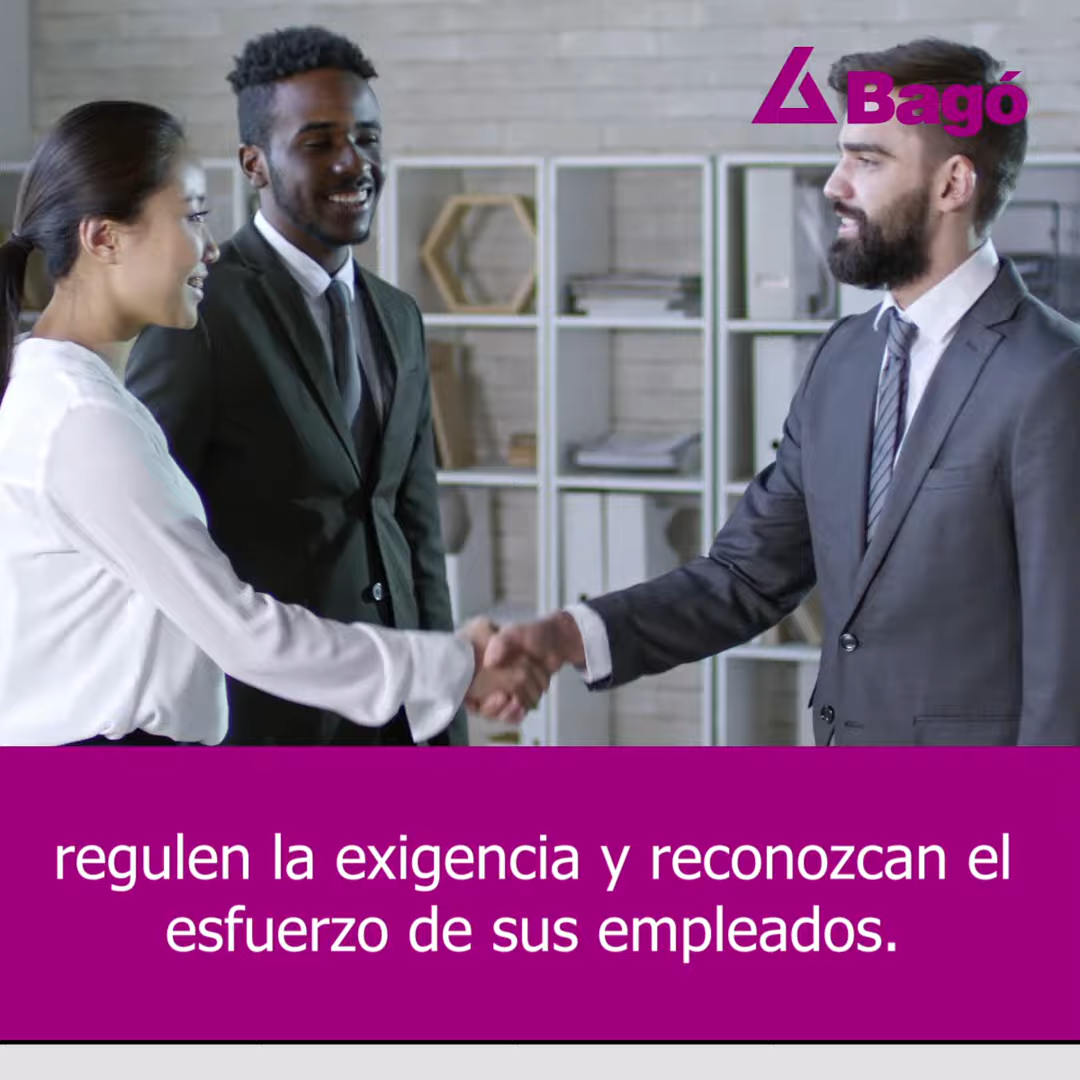 Bagó
regulen la exigencia y reconozcan el
esfuerzo de sus empleados.